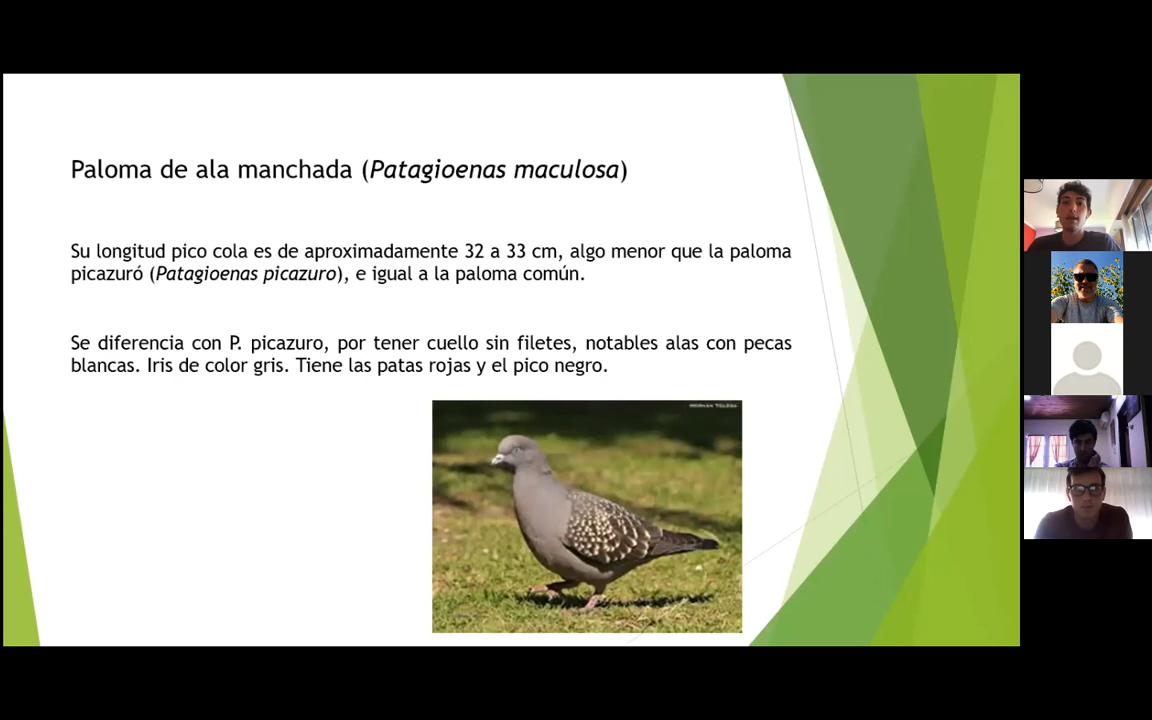 Paloma de ala manchada (Patagioenas maculosa)
Su longitud pico cola es de aproximadamente 32 a 33 cm, algo menor que la paloma
picazuró (Patagioenas picazuro), e igual a la paloma común.
Se diferencia con P. picazuro, por tener cuello sin filetes, notables alas con pecas
blancas. Iris de color gris. Tiene las patas rojas y el pico negro.
HERNÁN TOLOSA